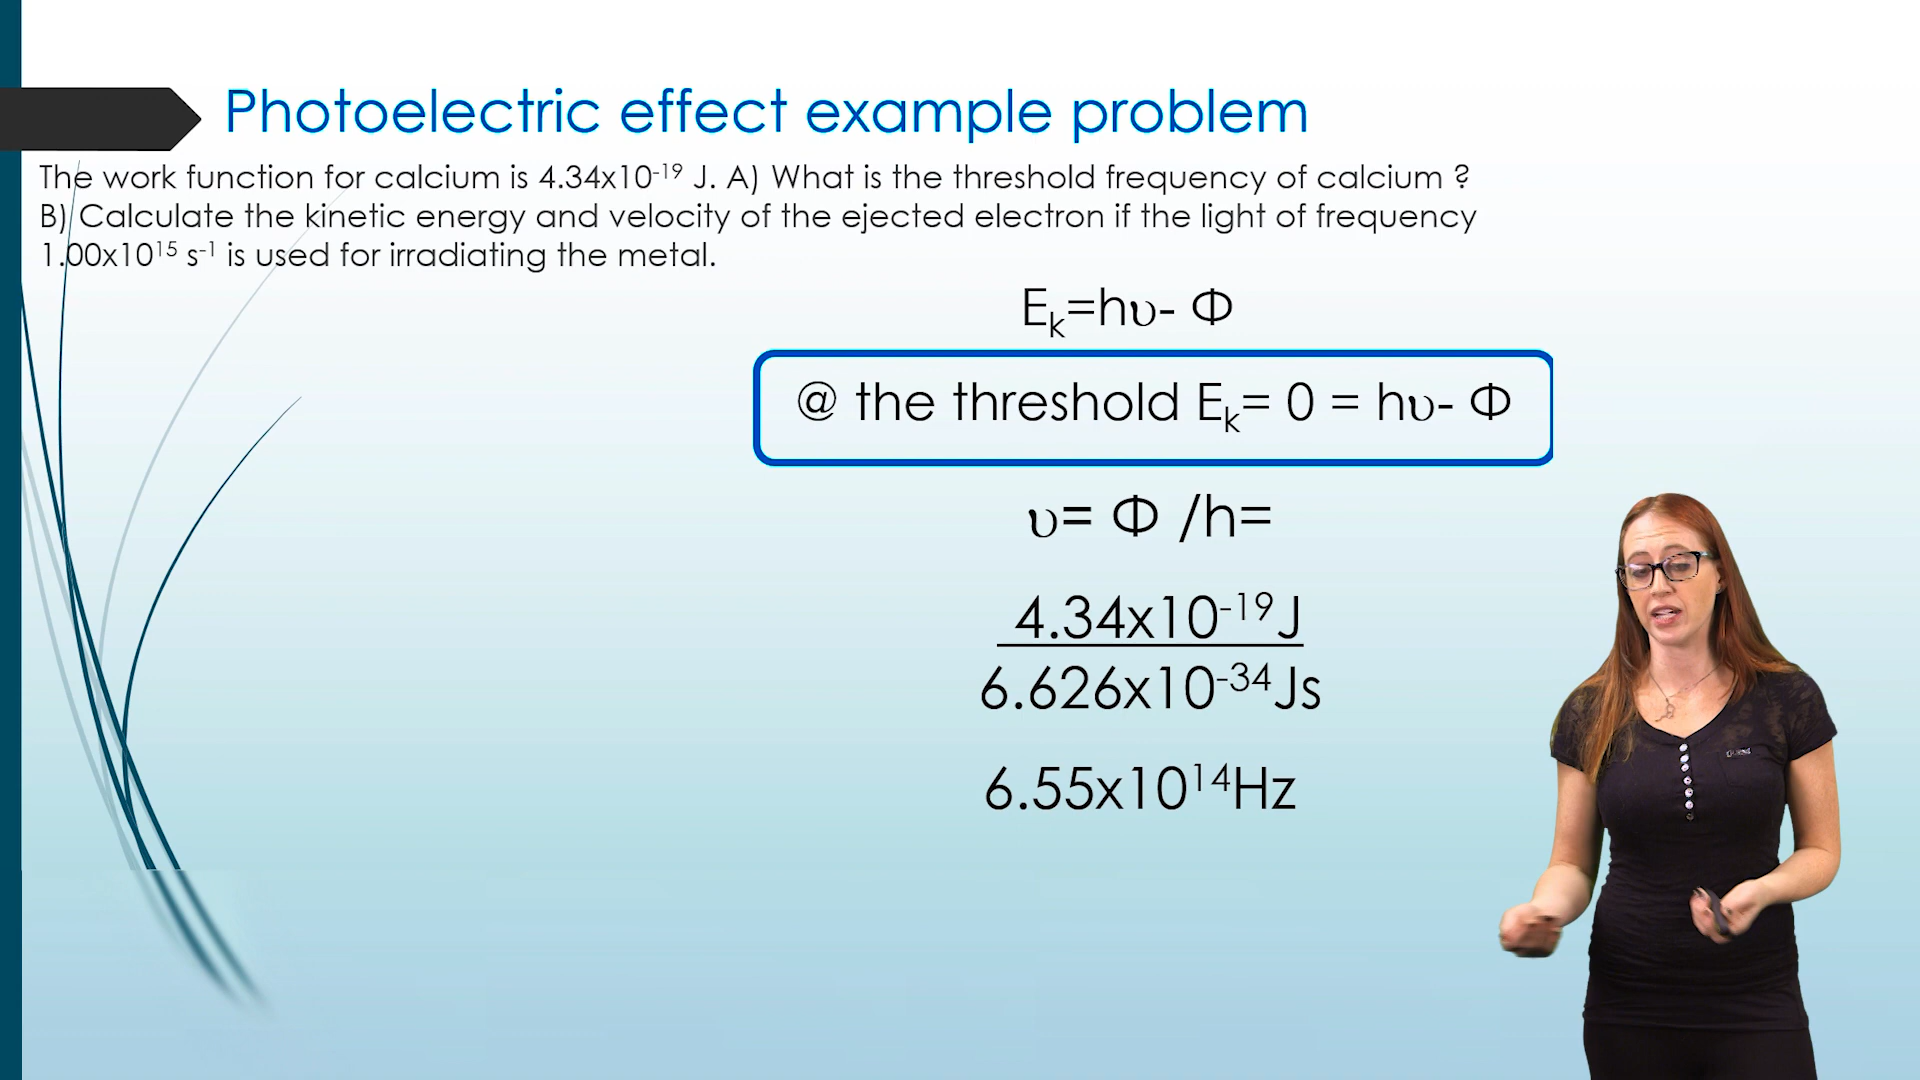 Photoelectric effect example problem
The work function for calcium is 4.34x10⁻¹⁹ J. A) What is the threshold frequency of calcium ?
B) Calculate the kinetic energy and velocity of the ejected electron if the light of frequency
1.00x10¹⁵ s⁻¹ is used for irradiating the metal.
Eₖ=hυ- Φ
@ the threshold Eₖ= 0 = hυ- Φ
υ= Φ /h=
4.34x10⁻¹⁹J
6.626x10⁻³⁴Js
6.55x10¹⁴Hz